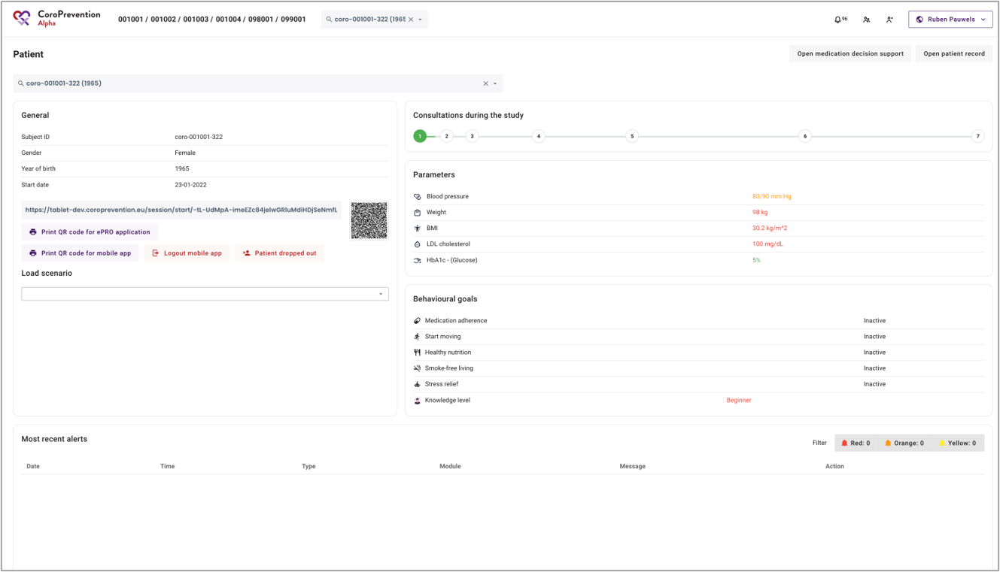 CoroPrevention
Alpha
001001 / 001002 / 001003 / 001004 / 098001 / 099001
coro-001001-322 (1965
96
Ruben Pauwels
Patient
Open medication decision support
Open patient record
coro-001001-322 (1965)
General
Subject ID coro-001001-322
Gender Female
Year of birth 1965
Start date 23-01-2022
https://tablet-dev.coroprevention.eu/session/start/-tL-UdMpA-imeEZc84jelwGRluMdiHDjSeNmfL
Print QR code for ePRO application
Print QR code for mobile app
Logout mobile app
Patient dropped out
Load scenario
Consultations during the study
1 2 3 4 5 6 7
Parameters
Blood pressure 80/90 mm Hg
Weight 98 kg
BMI 30.2 kg/m^2
LDL cholesterol 100 mg/dL
HbA1c - (Glucose) 5%
Behavioural goals
Medication adherence Inactive
Start moving Inactive
Healthy nutrition Inactive
Smoke-free living Inactive
Stress relief Inactive
Knowledge level Beginner
Most recent alerts
Filter Red: 0 Orange: 0 Yellow: 0
Date Time Type Module Message Action